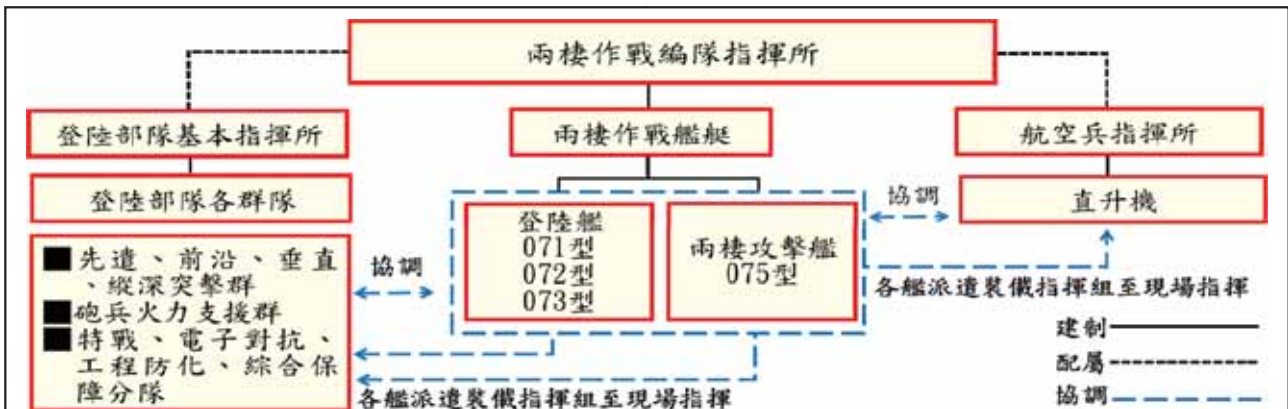 兩棲作戰編隊指揮所
登陸部隊基本指揮所
兩棲作戰艦艇
航空兵指揮所
登陸部隊各群隊
協調
直升機
■先遣、前沿、垂直
、縱深突擊群
■砲兵火力支援群
■特戰、電子對抗、
工程防化、綜合保
障分隊
協調
登陸艦
071型
072型
073型
兩棲攻擊艦
075型
各艦派遣裝儎指揮組至現場指揮
各艦派遣裝儎指揮組至現場指揮
建制
配屬
協調